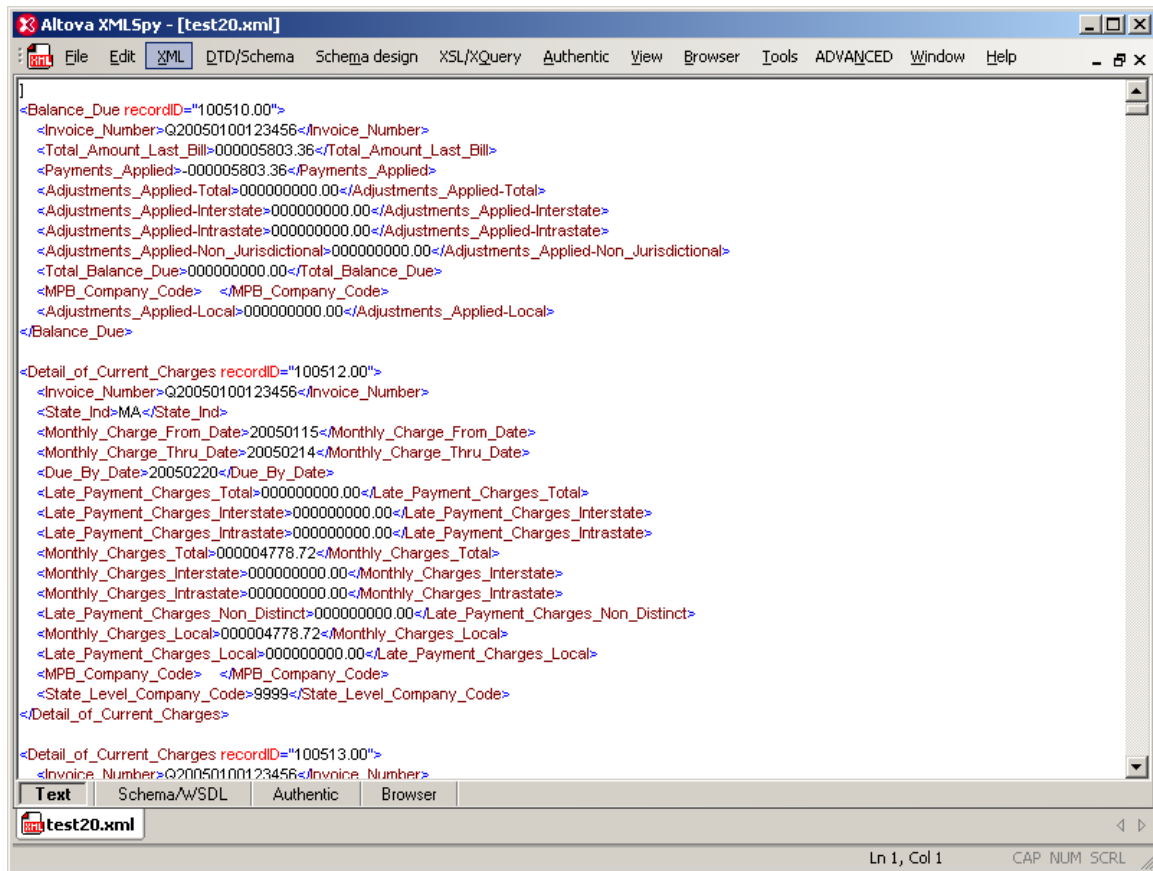 Altova XMLSpy - [test20.xml]
File Edit XML DTD/Schema Schema design XSL/XQuery Authentic View Browser Tools ADVANCED Window Help
]
<Balance_Due recordID="100510.00">
<Invoice_Number>Q20050100123456</Invoice_Number>
<Total_Amount_Last_Bill>000005803.36</Total_Amount_Last_Bill>
<Payments_Applied>-000005803.36</Payments_Applied>
<Adjustments_Applied-Total>000000000.00</Adjustments_Applied-Total>
<Adjustments_Applied-Interstate>000000000.00</Adjustments_Applied-Interstate>
<Adjustments_Applied-Intrastate>000000000.00</Adjustments_Applied-Intrastate>
<Adjustments_Applied-Non_Jurisdictional>000000000.00</Adjustments_Applied-Non_Jurisdictional>
<Total_Balance_Due>000000000.00</Total_Balance_Due>
<MPB_Company_Code>   </MPB_Company_Code>
<Adjustments_Applied-Local>000000000.00</Adjustments_Applied-Local>
</Balance_Due>
<Detail_of_Current_Charges recordID="100512.00">
<Invoice_Number>Q20050100123456</Invoice_Number>
<State_Ind>MA</State_Ind>
<Monthly_Charge_From_Date>20050115</Monthly_Charge_From_Date>
<Monthly_Charge_Thru_Date>20050214</Monthly_Charge_Thru_Date>
<Due_By_Date>20050220</Due_By_Date>
<Late_Payment_Charges_Total>000000000.00</Late_Payment_Charges_Total>
<Late_Payment_Charges_Interstate>000000000.00</Late_Payment_Charges_Interstate>
<Late_Payment_Charges_Intrastate>000000000.00</Late_Payment_Charges_Intrastate>
<Monthly_Charges_Total>000004778.72</Monthly_Charges_Total>
<Monthly_Charges_Interstate>000000000.00</Monthly_Charges_Interstate>
<Monthly_Charges_Intrastate>000000000.00</Monthly_Charges_Intrastate>
<Late_Payment_Charges_Non_Distinct>000000000.00</Late_Payment_Charges_Non_Distinct>
<Monthly_Charges_Local>000004778.72</Monthly_Charges_Local>
<Late_Payment_Charges_Local>000000000.00</Late_Payment_Charges_Local>
<MPB_Company_Code>   </MPB_Company_Code>
<State_Level_Company_Code>9999</State_Level_Company_Code>
</Detail_of_Current_Charges>
<Detail_of_Current_Charges recordID="100513.00">
<Invoice_Number>Q20050100123456</Invoice_Number>
Text Schema/WSDL Authentic Browser
test20.xml
Ln 1, Col 1 CAP NUM SCRL